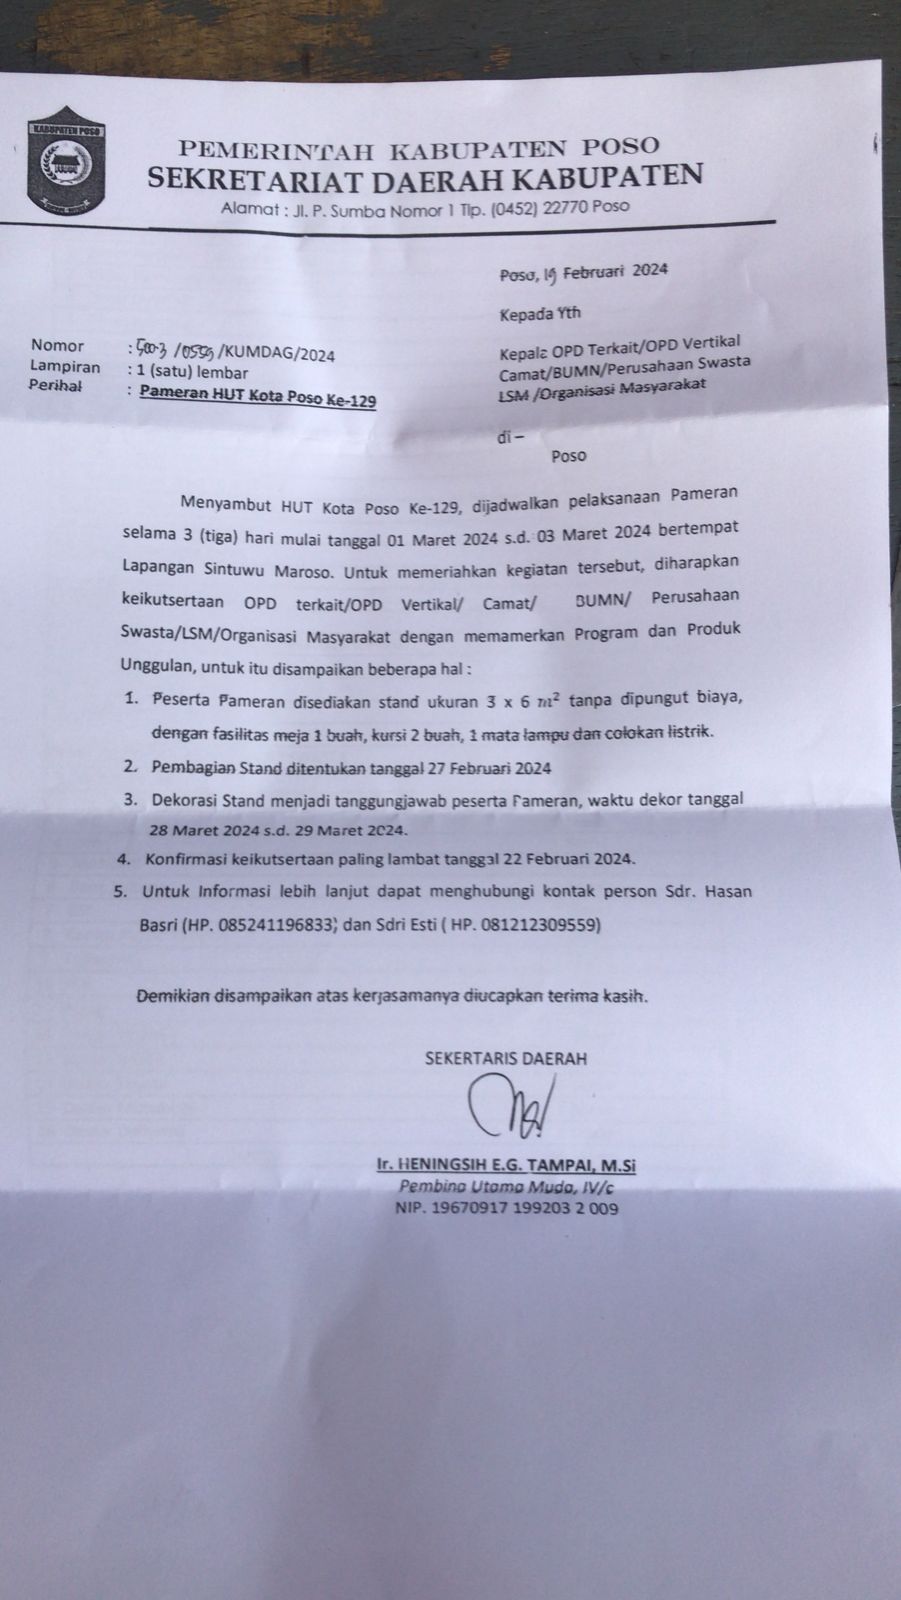 KABUPATEN POSO
PEMERINTAH KABUPATEN POSO
SEKRETARIAT DAERAH KABUPATEN
Alamat : Jl. P. Sumba Nomor 1 Tlp. (0452) 22770 Poso
Poso, 19 Februari 2024
Kepada Yth
Nomor : 500.3 /0559 /KUMDAG/2024
Lampiran : 1 (satu) lembar
Perihal : Pameran HUT Kota Poso Ke-129
Kepala OPD Terkait/OPD Vertikal
Camat/BUMN/Perusahaan Swasta
LSM /Organisasi Masyarakat
di –
Poso
Menyambut HUT Kota Poso Ke-129, dijadwalkan pelaksanaan Pameran
selama 3 (tiga) hari mulai tanggal 01 Maret 2024 s.d. 03 Maret 2024 bertempat
Lapangan Sintuwu Maroso. Untuk memeriahkan kegiatan tersebut, diharapkan
keikutsertaan OPD terkait/OPD Vertikal/ Camat/ BUMN/ Perusahaan
Swasta/LSM/Organisasi Masyarakat dengan memamerkan Program dan Produk
Unggulan, untuk itu disampaikan beberapa hal :
1. Peserta Pameran disediakan stand ukuran 3 x 6 m² tanpa dipungut biaya,
dengan fasilitas meja 1 buah, kursi 2 buah, 1 mata lampu dan colokan listrik.
2. Pembagian Stand ditentukan tanggal 27 Februari 2024
3. Dekorasi Stand menjadi tanggungjawab peserta Pameran, waktu dekor tanggal
28 Maret 2024 s.d. 29 Maret 2024.
4. Konfirmasi keikutsertaan paling lambat tanggal 22 Februari 2024.
5. Untuk Informasi lebih lanjut dapat menghubungi kontak person Sdr. Hasan
Basri (HP. 085241196833) dan Sdri Esti ( HP. 081212309559)
Demikian disampaikan atas kerjasamanya diucapkan terima kasih.
SEKERTARIS DAERAH
Ir. HENINGSIH E.G. TAMPAI, M.Si
Pembina Utama Muda, IV/c
NIP. 19670917 199203 2 009